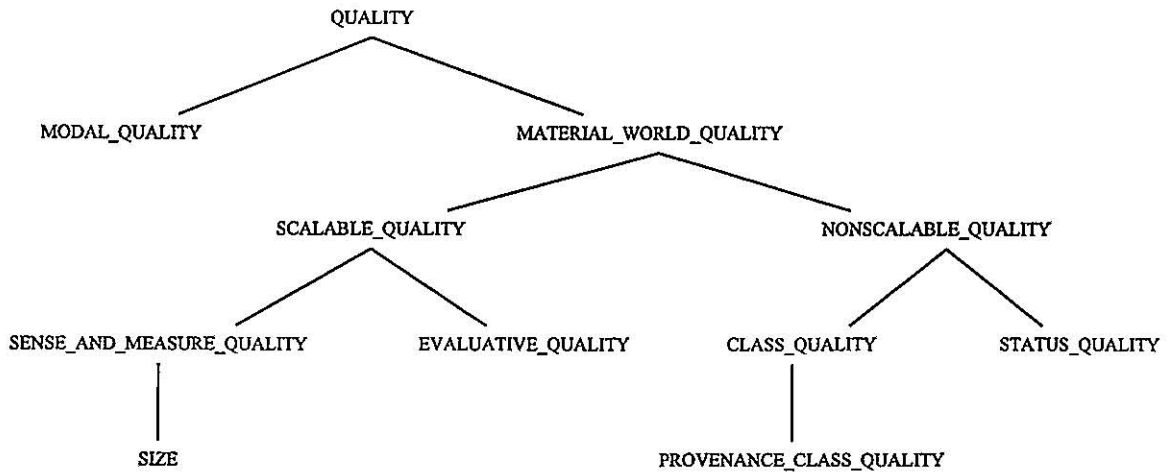 QUALITY
MODAL_QUALITY MATERIAL_WORLD_QUALITY
SCALABLE_QUALITY NONSCALABLE_QUALITY
SENSE_AND_MEASURE_QUALITY EVALUATIVE_QUALITY CLASS_QUALITY STATUS_QUALITY
SIZE PROVENANCE_CLASS_QUALITY